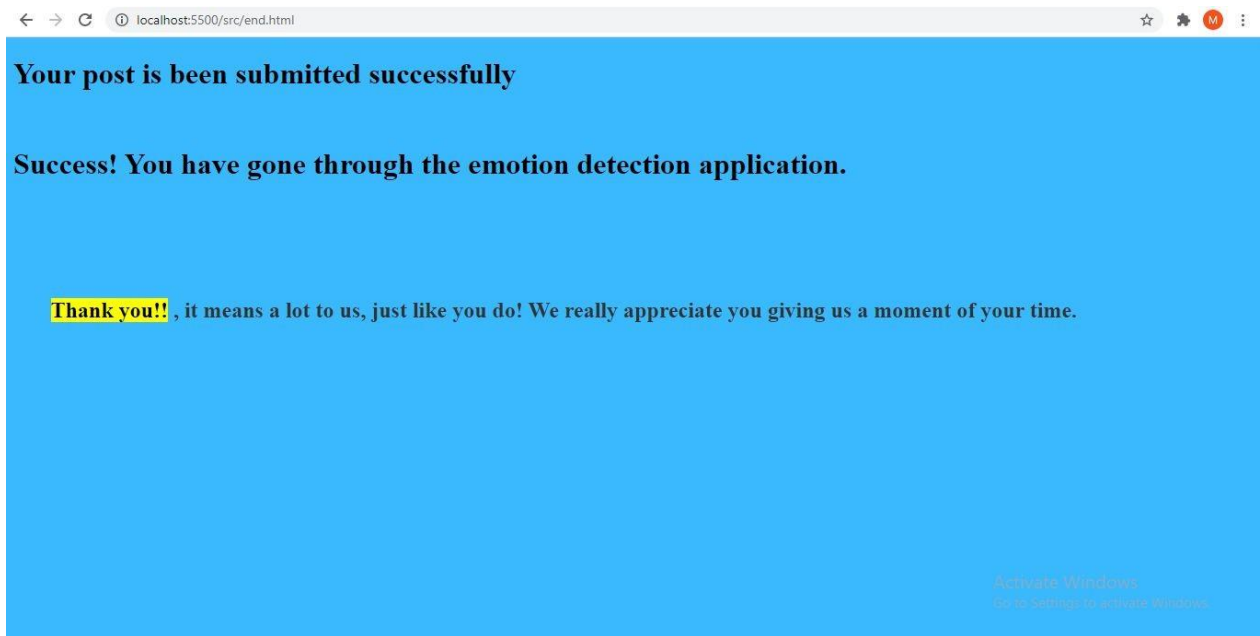 localhost:5500/src/end.html
M
Your post is been submitted successfully
Success! You have gone through the emotion detection application.
Thank you!! , it means a lot to us, just like you do! We really appreciate you giving us a moment of your time.
Activate Windows
Go to Settings to activate Windows.